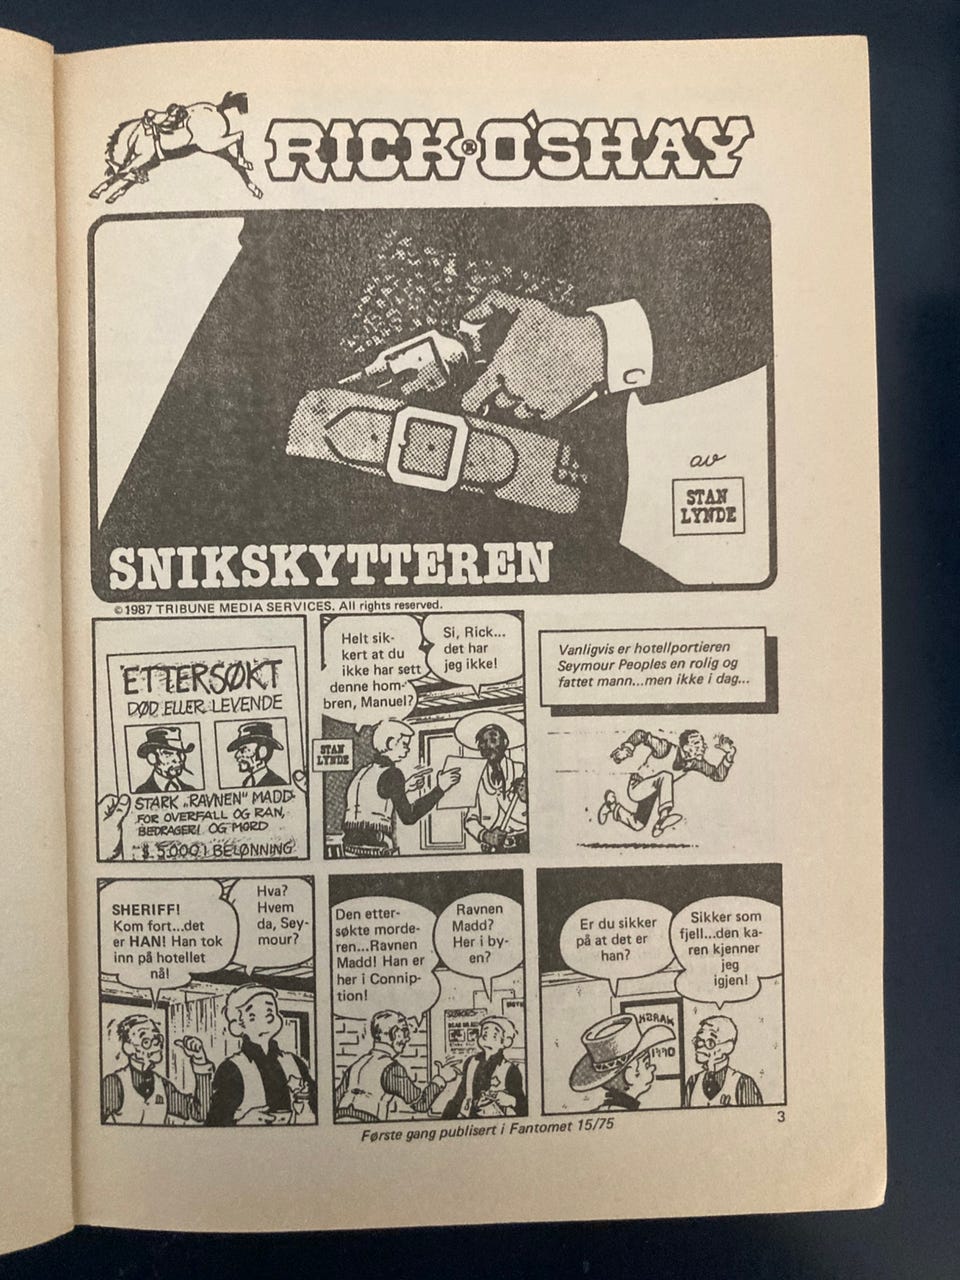 RICK® O'SHAY
av
STAN
LYNDE
SNIKSKYTTEREN
© 1987 TRIBUNE MEDIA SERVICES. All rights reserved.
ETTERSØKT
DØD ELLER LEVENDE
STARK „RAVNEN" MADD
FOR OVERFALL OG RAN,
BEDRAGERI OG MORD
$ 5000 I BELØNNING
Helt sik-
kert at du
ikke har sett
denne hom-
bren, Manuel?
Si, Rick...
det har
jeg ikke!
STAN
LYNDE
Vanligvis er hotellportieren
Seymour Peoples en rolig og
fattet mann...men ikke i dag...
SHERIFF!
Kom fort...det
er HAN! Han tok
inn på hotellet
nå!
Hva?
Hvem
da, Sey-
mour?
Den etter-
søkte morde-
ren...Ravnen
Madd! Han er
her i Connip-
tion!
Ravnen
Madd?
Her i by-
en?
Er du sikker
på at det er
han?
Sikker som
fjell...den ka-
ren kjenner
jeg
igjen!
3
Første gang publisert i Fantomet 15/75